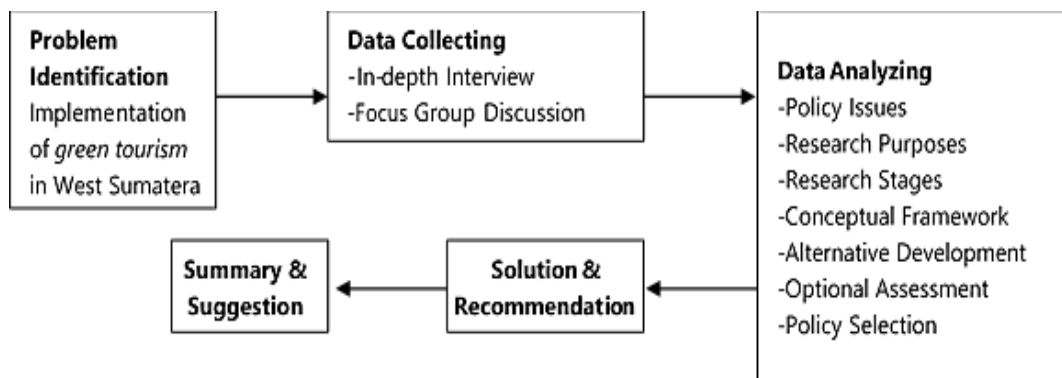 Problem
Identification
Implementation
of green tourism
in West Sumatera
Data Collecting
-In-depth Interview
-Focus Group Discussion
Data Analyzing
-Policy Issues
-Research Purposes
-Research Stages
-Conceptual Framework
-Alternative Development
-Optional Assessment
-Policy Selection
Solution &
Recommendation
Summary &
Suggestion